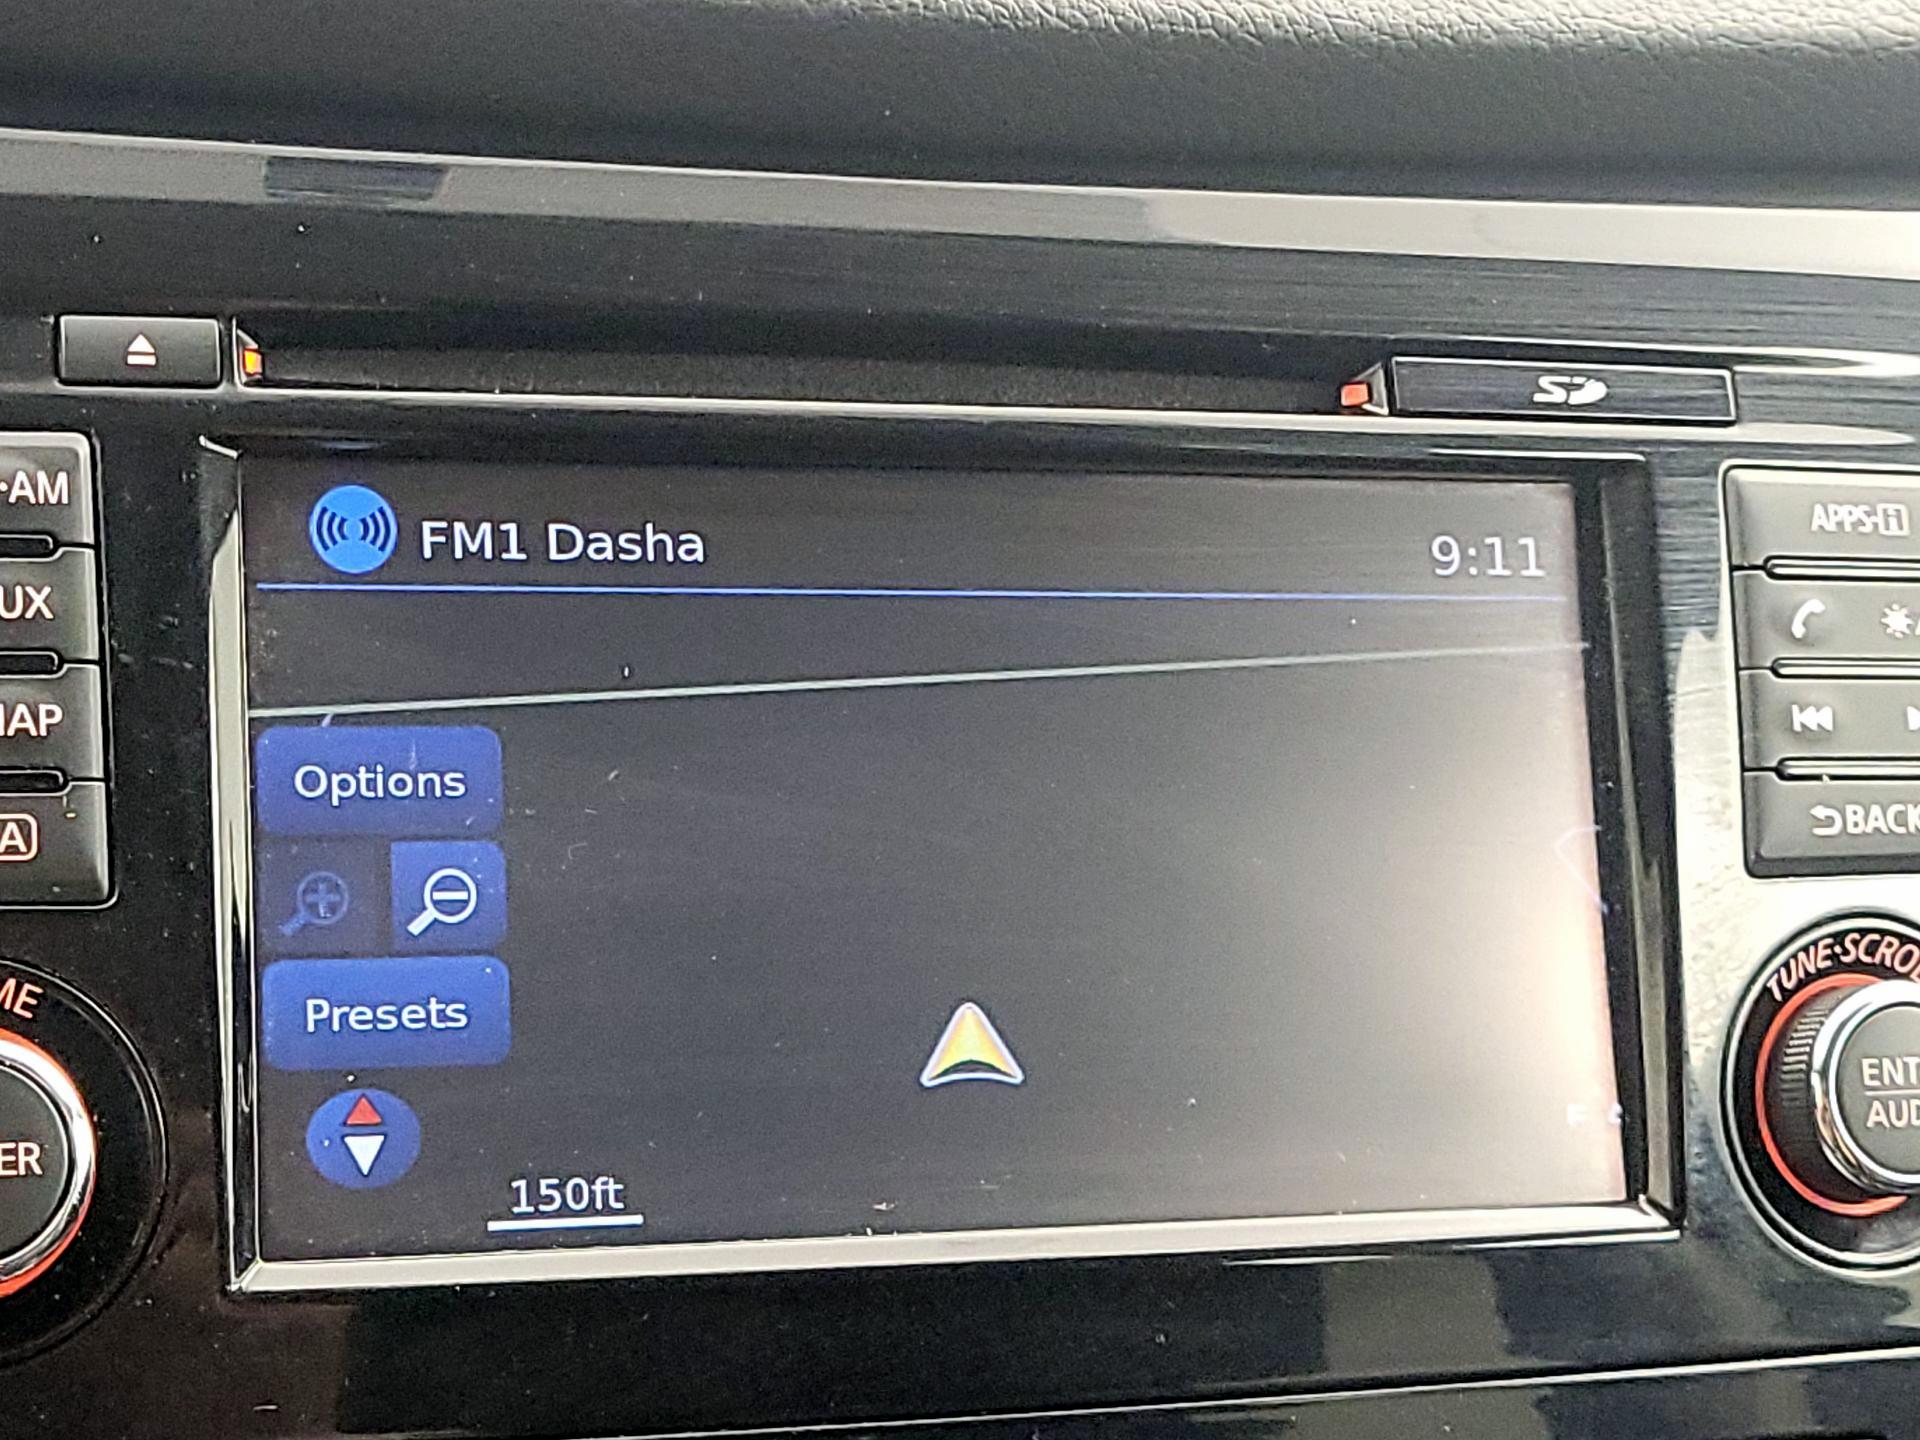 SD
·AM
FM1 Dasha
9:11
APPS·i
UX
Options
AP
BACK
A
TUNE·SCRO
ME
Presets
ENT
AUD
ER
150ft